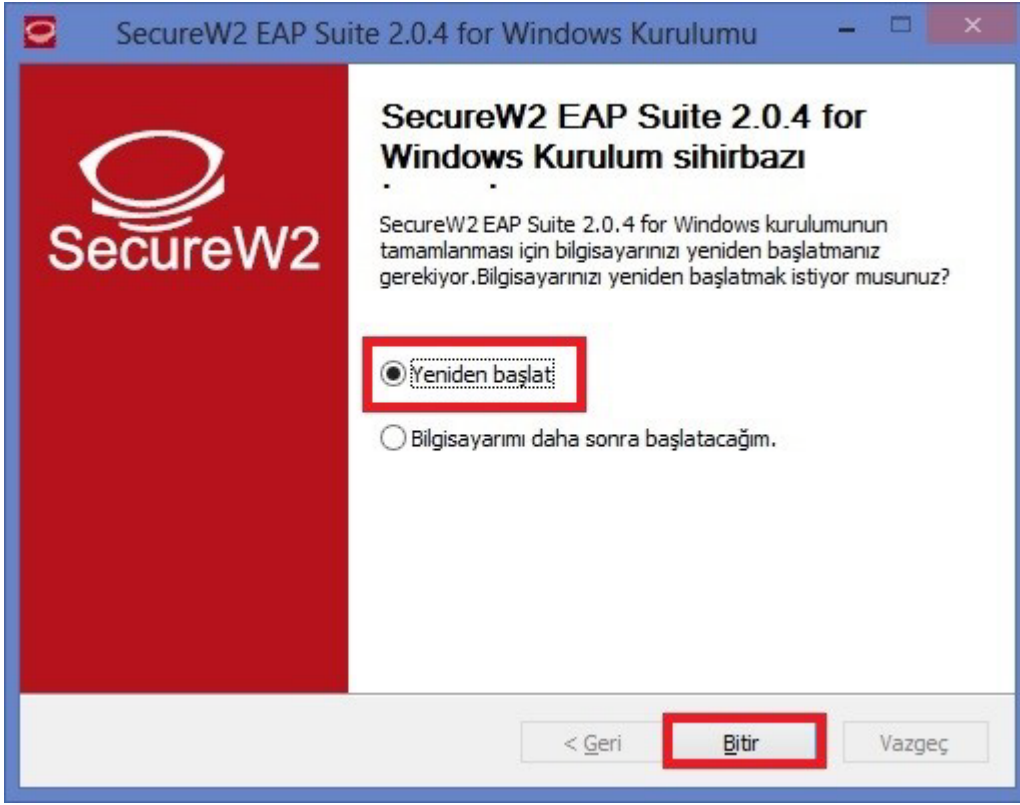 SecureW2 EAP Suite 2.0.4 for Windows Kurulumu
SecureW2
SecureW2 EAP Suite 2.0.4 for
Windows Kurulum sihirbazı
SecureW2 EAP Suite 2.0.4 for Windows kurulumunun
tamamlanması için bilgisayarınızı yeniden başlatmanız
gerekiyor.Bilgisayarınızı yeniden başlatmak istiyor musunuz?
Yeniden başlat
Bilgisayarımı daha sonra başlatacağım.
< Geri
Bitir
Vazgeç